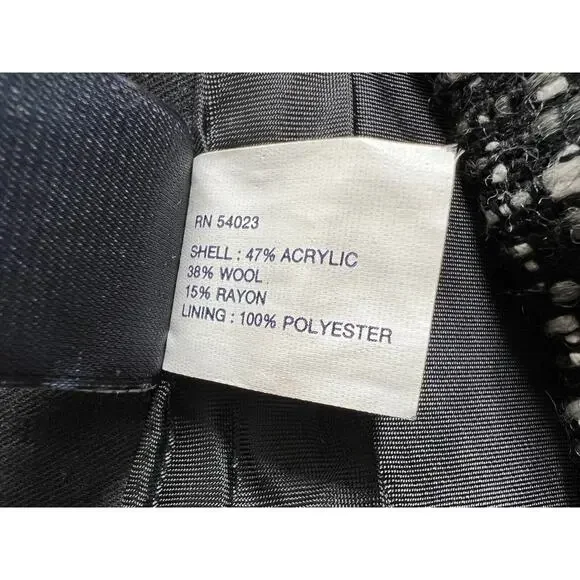 RN 54023
SHELL : 47% ACRYLIC
38% WOOL
15% RAYON
LINING : 100% POLYESTER